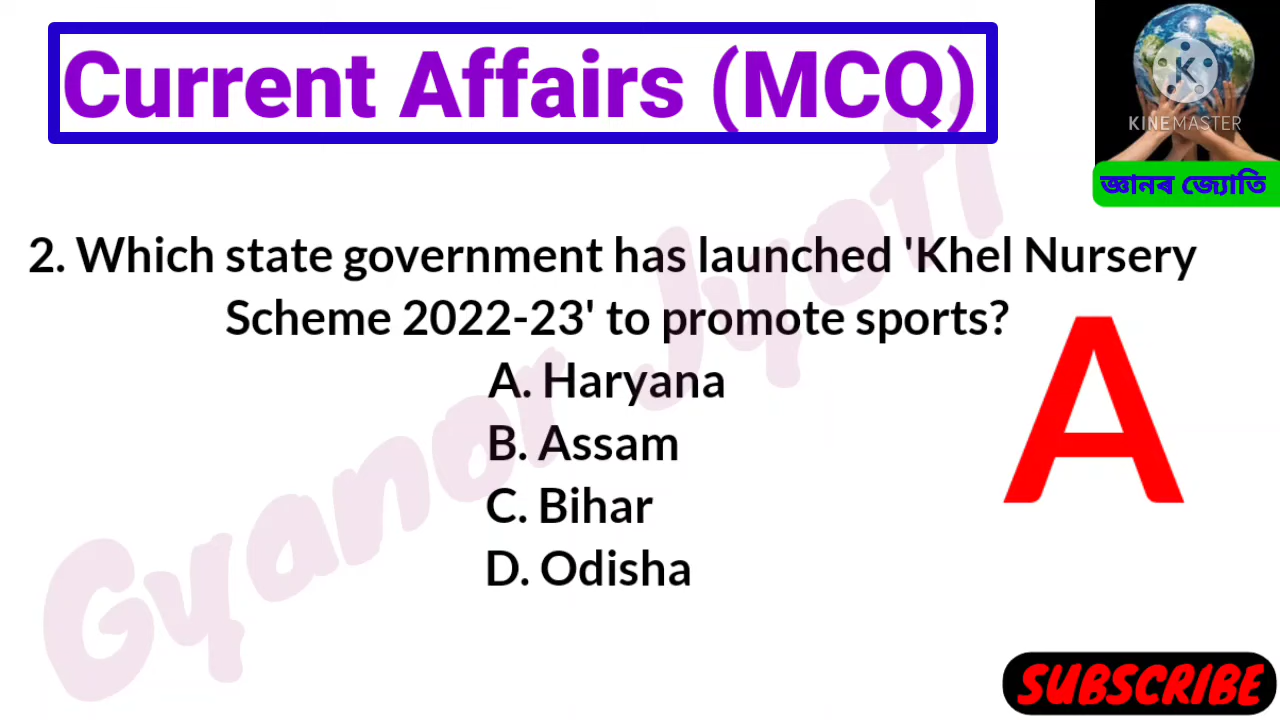 Current Affairs (MCQ)
K
KINEMASTER
জ্ঞানৰ জ্যোতি
2. Which state government has launched 'Khel Nursery
Scheme 2022-23' to promote sports?
A. Haryana
B. Assam
C. Bihar
D. Odisha
A
Gyanor Jyoti
SUBSCRIBE